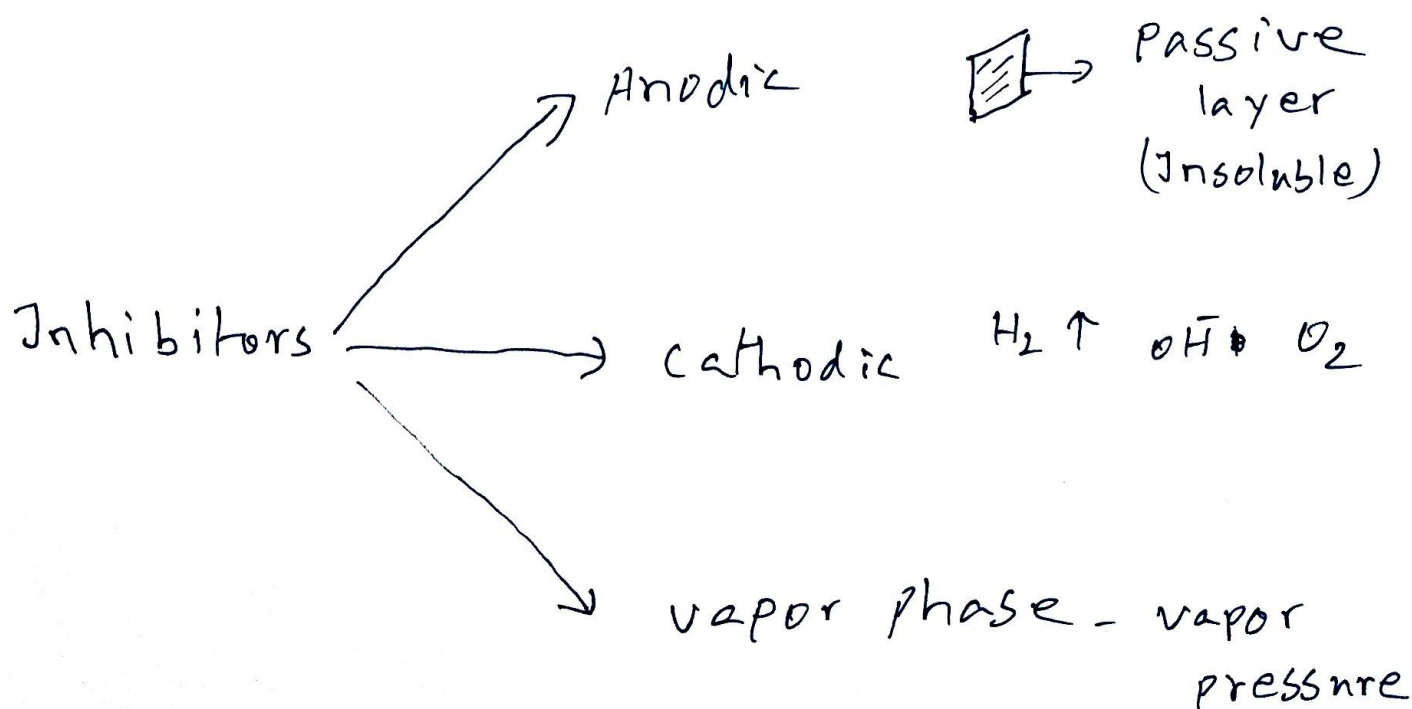 Anodic
Passive
layer
(Insoluble)
Inhibitors
Cathodic H₂ ↑ OH⁻ O₂
vapor phase - vapor
pressure